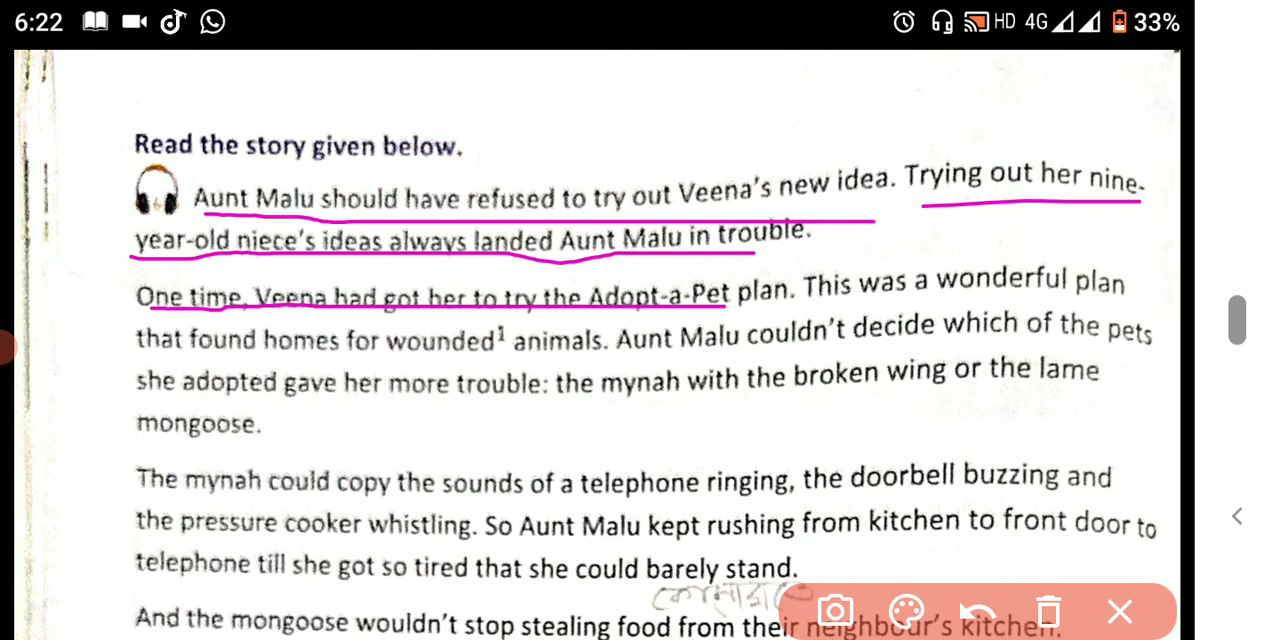 6:22 HD 4G 33%
Read the story given below.
Aunt Malu should have refused to try out Veena's new idea. Trying out her nine-
year-old niece's ideas always landed Aunt Malu in trouble.
One time, Veena had got her to try the Adopt-a-Pet plan. This was a wonderful plan
that found homes for wounded¹ animals. Aunt Malu couldn't decide which of the pets
she adopted gave her more trouble: the mynah with the broken wing or the lame
mongoose.
The mynah could copy the sounds of a telephone ringing, the doorbell buzzing and
the pressure cooker whistling. So Aunt Malu kept rushing from kitchen to front door to
telephone till she got so tired that she could barely stand.
And the mongoose wouldn't stop stealing food from their neighbour's kitchen.